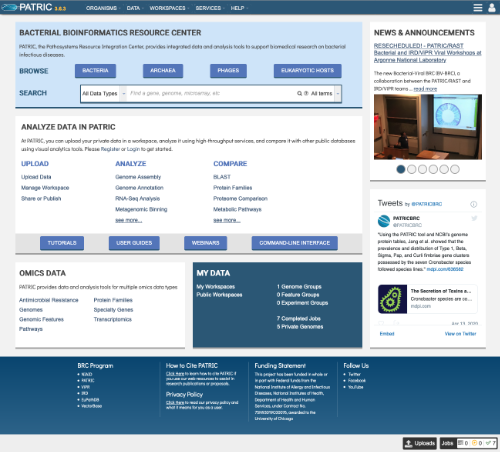 PATRIC 3.6.2 ORGANISMS DATA WORKSPACES SERVICES HELP
BACTERIAL BIOINFORMATICS RESOURCE CENTER
PATRIC, the Pathosystems Resource Integration Center, provides integrated data and analysis tools to support biomedical research on bacterial
infectious diseases.
BROWSE BACTERIA ARCHAEA PHAGES EUKARYOTIC HOSTS
SEARCH All Data Types Find a gene, genome, microarray, etc All terms
ANALYZE DATA IN PATRIC
At PATRIC, you can upload your private data in a workspace, analyze it using high-throughput services, and compare it with other public databases
using visual analytics tools. Please Register or Login to get started.
UPLOAD
Upload Data
Manage Workspace
Share or Publish
ANALYZE
Genome Assembly
Genome Annotation
RNA-Seq Analysis
Metagenomic Binning
see more...
COMPARE
BLAST
Protein Families
Proteome Comparison
Metabolic Pathways
see more...
TUTORIALS USER GUIDES WEBINARS COMMAND-LINE INTERFACE
OMICS DATA
PATRIC provides data and analysis tools for multiple omics data types
Antimicrobial Resistance
Genomes
Genomic Features
Pathways
Protein Families
Specialty Genes
Transcriptomics
MY DATA
My Workspaces
Public Workspaces
1 Genome Groups
0 Feature Groups
0 Experiment Groups
7 Completed Jobs
5 Private Genomes
NEWS & ANNOUNCEMENTS
RESCHEDULED! - PATRIC/RAST
Bacterial and IRD/ViPR Viral Workshops at
Argonne National Laboratory
The new Bacterial-Viral BRC (BV-BRC), a
collaboration between the PATRIC/RAST and
IRD/ViPR teams... read more
Tweets by @PATRICBRC
PATRICBRC
@PATRICBRC
"Using the PATRIC tool and NCBI's genome
protein tables, Jang et al. showed that the
prevalence and distribution of Type 1, Beta,
Sigma, Pap, and Curli fimbriae gene clusters
possessed by the seven Cronobacter species
followed species lines."
The Secretion of Toxins a...
Cronobacter species are co...
mdpi.com
Embed View on Twitter
BRC Program
EuPathDB
PATRIC
ViPR
IRD
VectorBase
How to Cite PATRIC
Click here to learn how to cite PATRIC if
you use our web resources to assist in
research publications or proposals.
Privacy Policy
Click Here to read our privacy policy and
what it means for you as a user.
Funding Statement
This project has been funded in whole or
in part with Federal funds from the
National Institute of Allergy and Infectious
Diseases, National Institutes of Health,
Department of Health and Human
Services, under Contract No.
awarded to the
University of Chicago
Follow Us
Twitter
Facebook
YouTube
Uploads Jobs 0 0 7